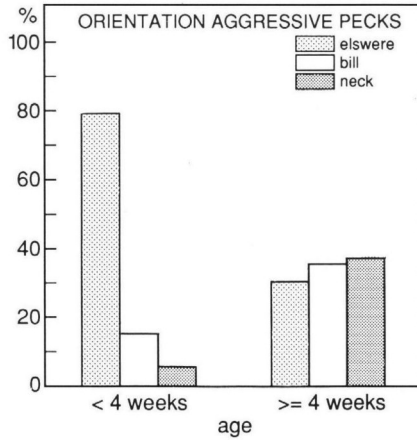 % ORIENTATION AGGRESSIVE PECKS
100
elswere
bill
neck
80
60
40
20
0
< 4 weeks >= 4 weeks
age